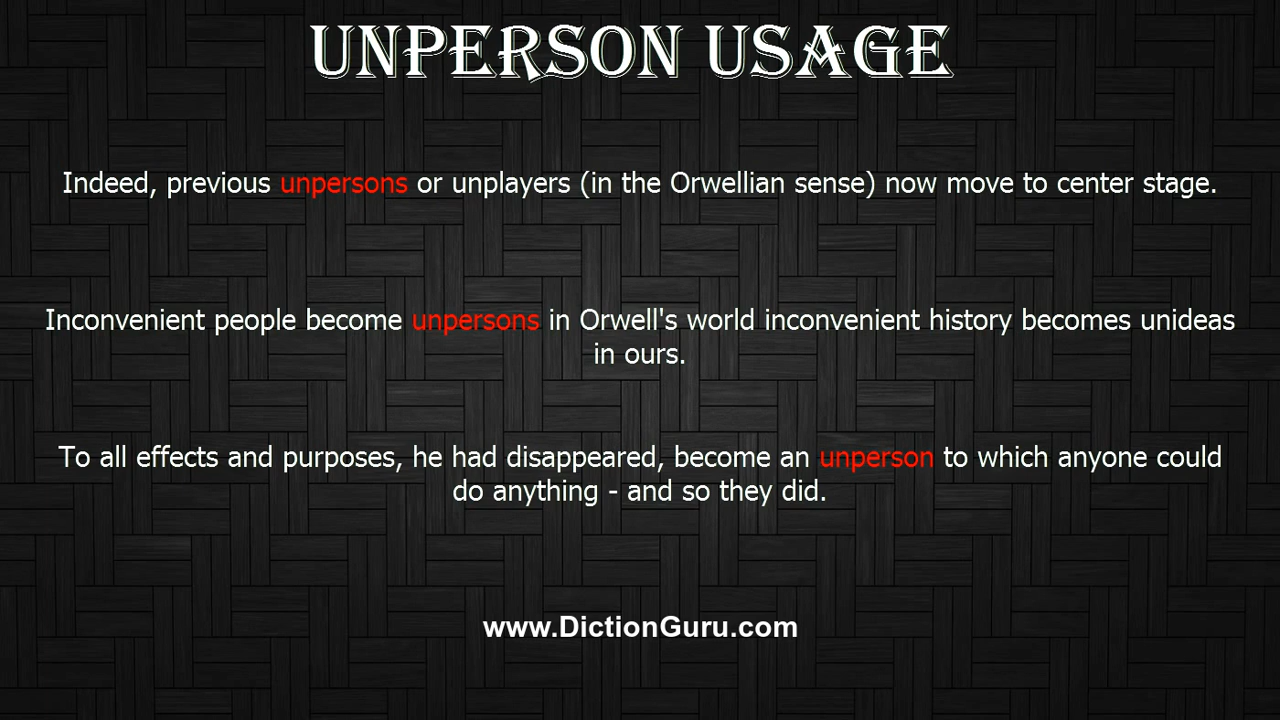 UNPERSON USAGE
Indeed, previous unpersons or unplayers (in the Orwellian sense) now move to center stage.
Inconvenient people become unpersons in Orwell's world inconvenient history becomes unideas
in ours.
To all effects and purposes, he had disappeared, become an unperson to which anyone could
do anything - and so they did.
www.DictionGuru.com